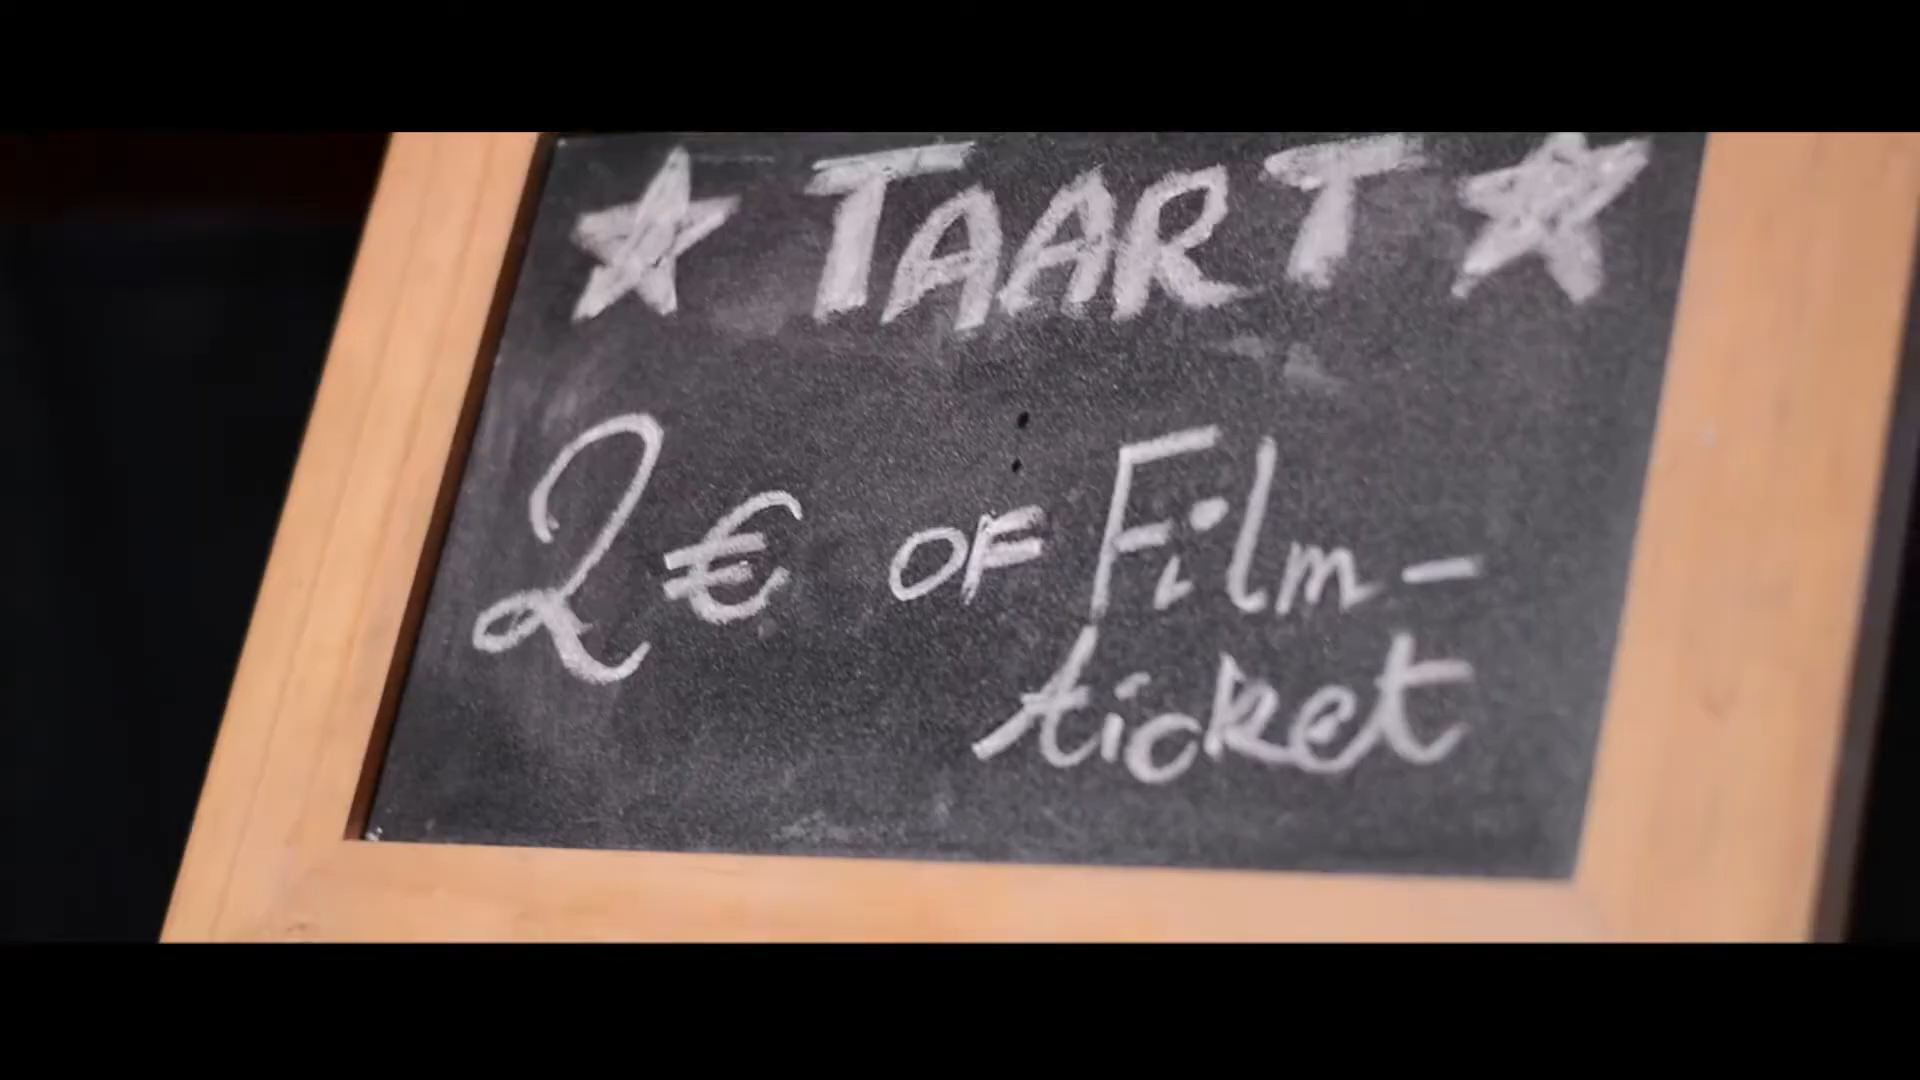 ★ TAART ★
2€ OF Film-
ticket